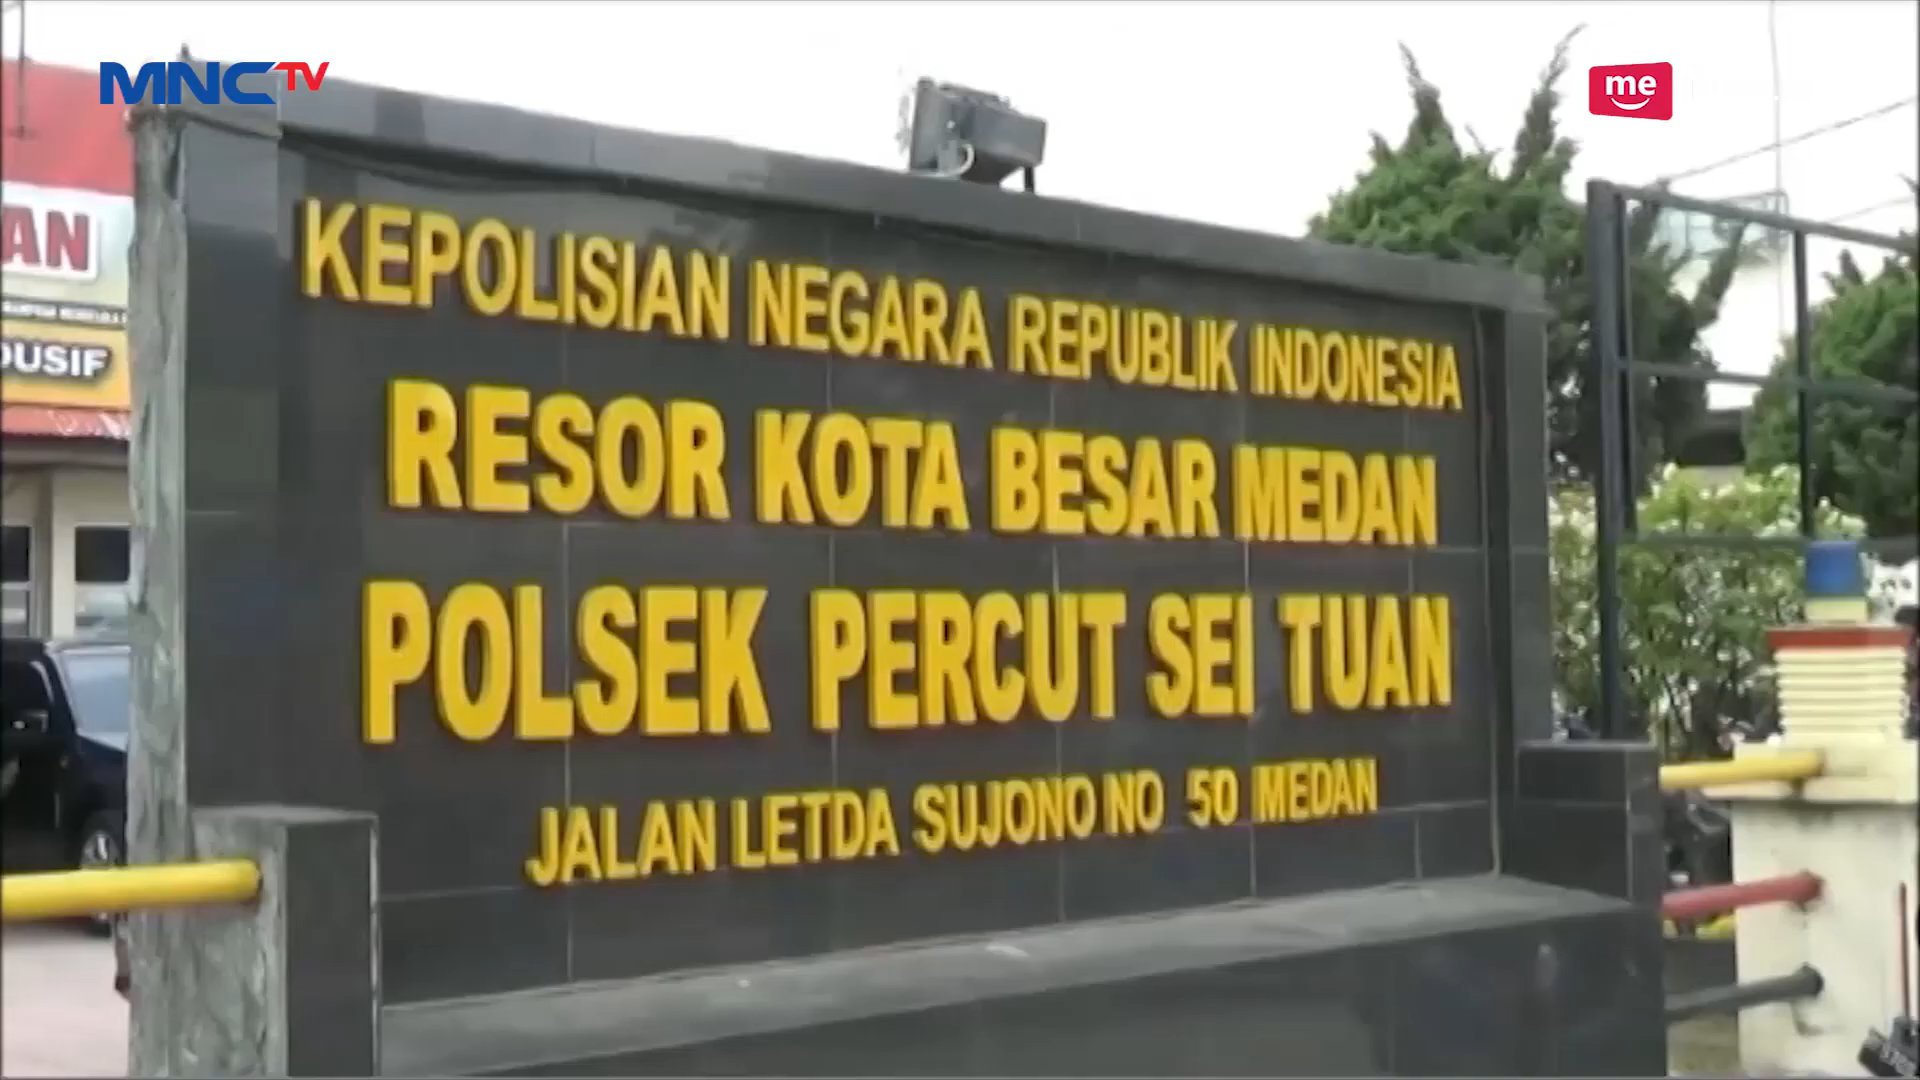 MNCTV
me
KEPOLISIAN NEGARA REPUBLIK INDONESIA
RESOR KOTA BESAR MEDAN
POLSEK PERCUT SEI TUAN
JALAN LETDA SUJONO NO 50 MEDAN
AN
DUSIF